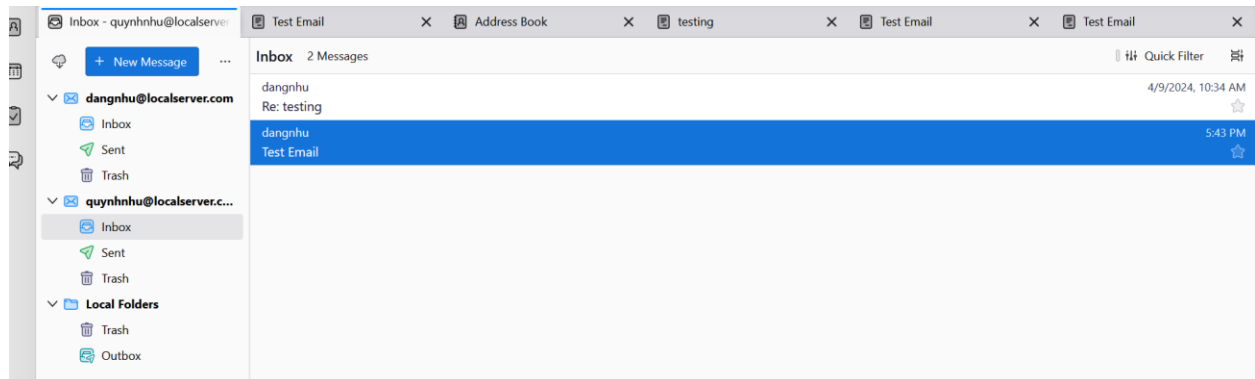 Inbox - quynhnhu@localserver
Test Email
Address Book
testing
Test Email
Test Email
+ New Message
Inbox 2 Messages
Quick Filter
dangnhu@localserver.com
Inbox
Sent
Trash
quynhnhu@localserver.c...
Inbox
Sent
Trash
Local Folders
Trash
Outbox
dangnhu 4/9/2024, 10:34 AM
Re: testing
dangnhu 5:43 PM
Test Email